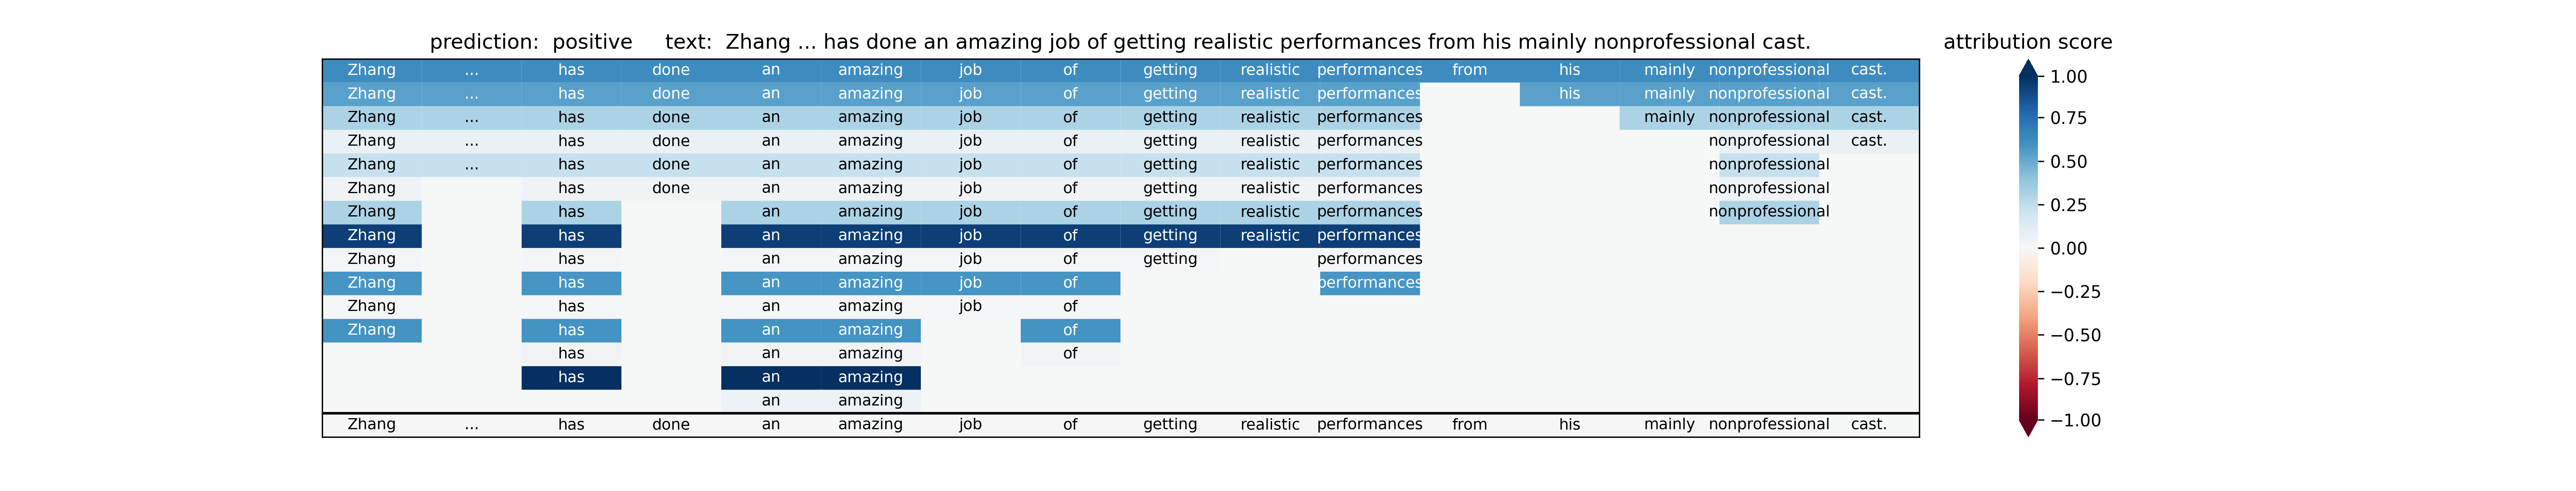 prediction: positive text: Zhang ... has done an amazing job of getting realistic performances from his mainly nonprofessional cast. attribution score
Zhang ... has done an amazing job of getting realistic performances from his mainly nonprofessional cast.
Zhang ... has done an amazing job of getting realistic performances his mainly nonprofessional cast.
Zhang ... has done an amazing job of getting realistic performances mainly nonprofessional cast.
Zhang ... has done an amazing job of getting realistic performances nonprofessional cast.
Zhang ... has done an amazing job of getting realistic performances nonprofessional
Zhang has done an amazing job of getting realistic performances nonprofessional
Zhang has an amazing job of getting realistic performances nonprofessional
Zhang has an amazing job of getting realistic performances
Zhang has an amazing job of getting performances
Zhang has an amazing job of performances
Zhang has an amazing job of
Zhang has an amazing of
has an amazing of
has an amazing
an amazing
Zhang ... has done an amazing job of getting realistic performances from his mainly nonprofessional cast.
1.00
0.75
0.50
0.25
0.00
−0.25
−0.50
−0.75
−1.00